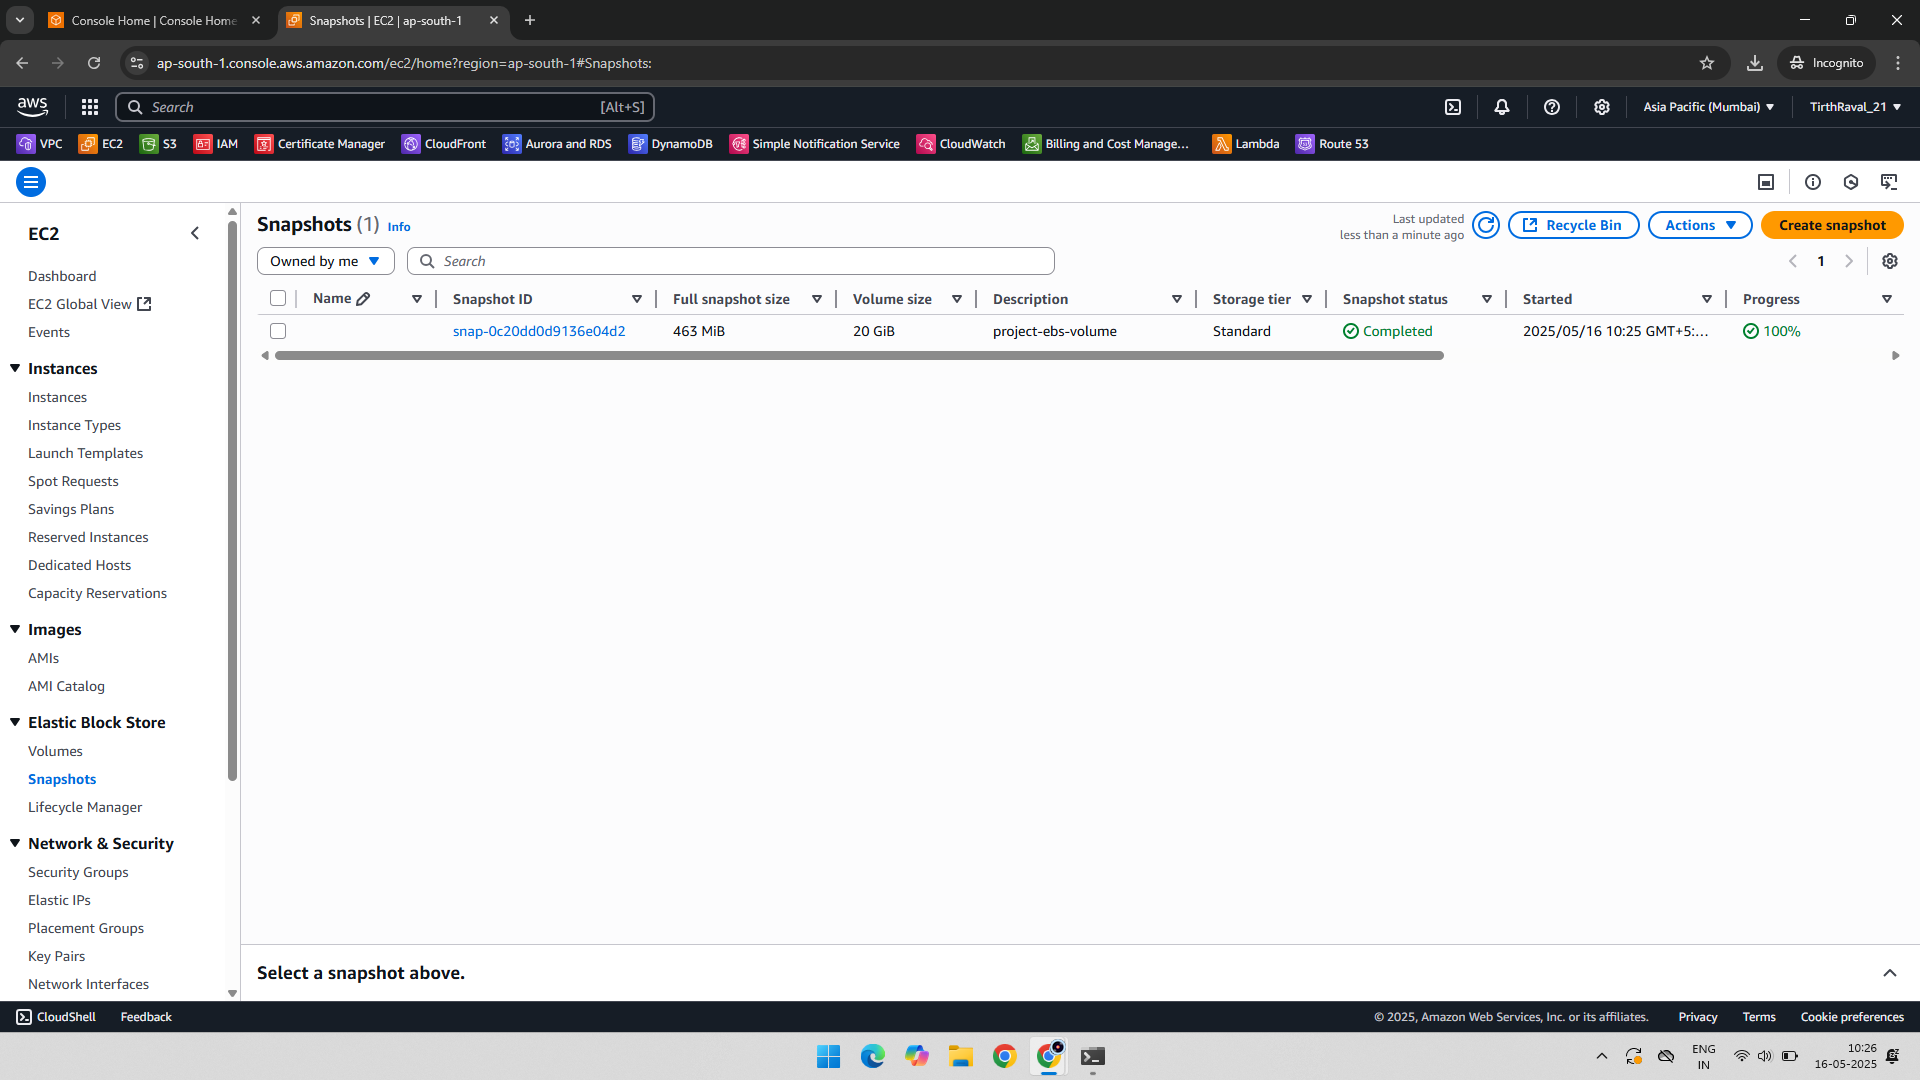 Console Home | Console Home
Snapshots | EC2 | ap-south-1
ap-south-1.console.aws.amazon.com/ec2/home?region=ap-south-1#Snapshots:
Incognito
aws
Search
[Alt+S]
Asia Pacific (Mumbai)
TirthRaval_21
VPC
EC2
S3
IAM
Certificate Manager
CloudFront
Aurora and RDS
DynamoDB
Simple Notification Service
CloudWatch
Billing and Cost Manage...
Lambda
Route 53
EC2
Dashboard
EC2 Global View
Events
Instances
Instances
Instance Types
Launch Templates
Spot Requests
Savings Plans
Reserved Instances
Dedicated Hosts
Capacity Reservations
Images
AMIs
AMI Catalog
Elastic Block Store
Volumes
Snapshots
Lifecycle Manager
Network & Security
Security Groups
Elastic IPs
Placement Groups
Key Pairs
Network Interfaces
Snapshots (1) Info
Last updated
less than a minute ago
Recycle Bin
Actions
Create snapshot
Owned by me
Search
1
Name
Snapshot ID
Full snapshot size
Volume size
Description
Storage tier
Snapshot status
Started
Progress
snap-0c20dd0d9136e04d2
463 MiB
20 GiB
project-ebs-volume
Standard
Completed
2025/05/16 10:25 GMT+5:...
100%
Select a snapshot above.
CloudShell
Feedback
© 2025, Amazon Web Services, Inc. or its affiliates.
Privacy
Terms
Cookie preferences
ENG
IN
10:26
16-05-2025